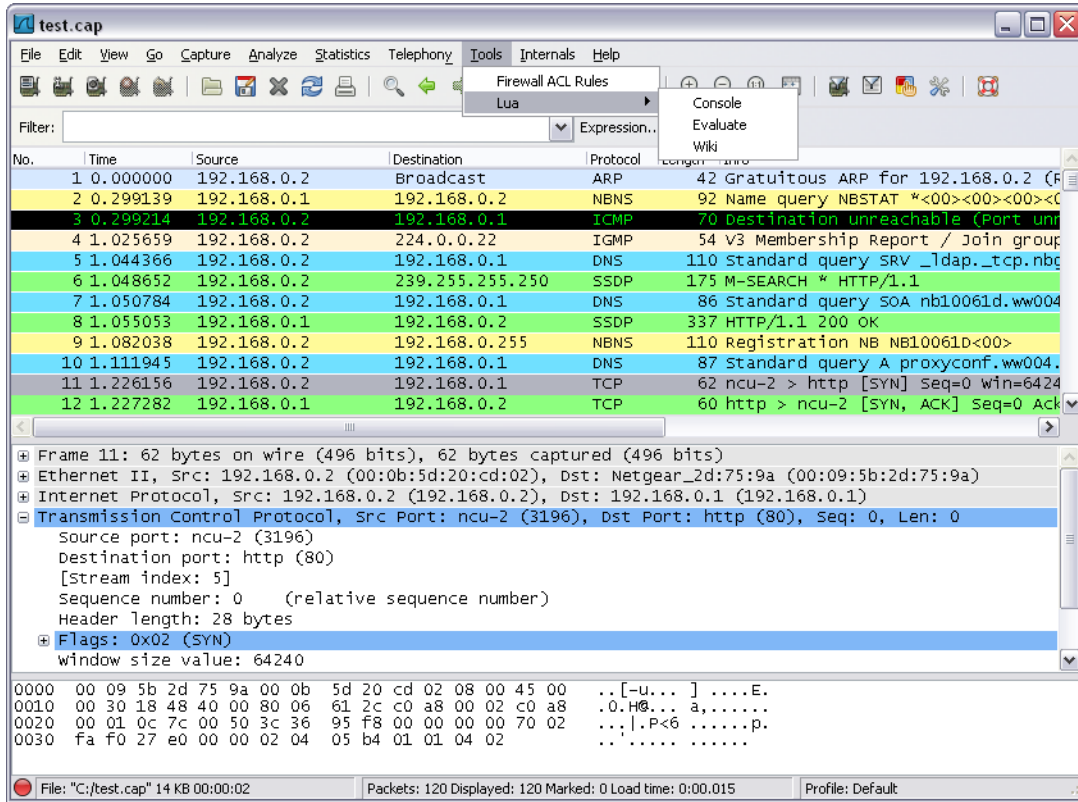 test.cap
File Edit View Go Capture Analyze Statistics Telephony Tools Internals Help
Firewall ACL Rules
Lua
Console
Evaluate
Wiki
Filter: Expression..
No. Time Source Destination Protocol Length Info
1 0.000000 192.168.0.2 Broadcast ARP 42 Gratuitous ARP for 192.168.0.2 (R
2 0.299139 192.168.0.1 192.168.0.2 NBNS 92 Name query NBSTAT *<00><00><00><0
3 0.299214 192.168.0.2 192.168.0.1 ICMP 70 Destination unreachable (Port unr
4 1.025659 192.168.0.2 224.0.0.22 IGMP 54 V3 Membership Report / Join group
5 1.044366 192.168.0.2 192.168.0.1 DNS 110 Standard query SRV _ldap._tcp.nbg
6 1.048652 192.168.0.2 239.255.255.250 SSDP 175 M-SEARCH * HTTP/1.1
7 1.050784 192.168.0.2 192.168.0.1 DNS 86 Standard query SOA nb10061d.ww004
8 1.055053 192.168.0.1 192.168.0.2 SSDP 337 HTTP/1.1 200 OK
9 1.082038 192.168.0.2 192.168.0.255 NBNS 110 Registration NB NB10061D<00>
10 1.111945 192.168.0.2 192.168.0.1 DNS 87 Standard query A proxyconf.ww004.
11 1.226156 192.168.0.2 192.168.0.1 TCP 62 ncu-2 > http [SYN] Seq=0 Win=6424
12 1.227282 192.168.0.1 192.168.0.2 TCP 60 http > ncu-2 [SYN, ACK] Seq=0 Ack
Frame 11: 62 bytes on wire (496 bits), 62 bytes captured (496 bits)
Ethernet II, Src: 192.168.0.2 (00:0b:5d:20:cd:02), Dst: Netgear_2d:75:9a (00:09:5b:2d:75:9a)
Internet Protocol, Src: 192.168.0.2 (192.168.0.2), Dst: 192.168.0.1 (192.168.0.1)
Transmission Control Protocol, Src Port: ncu-2 (3196), Dst Port: http (80), Seq: 0, Len: 0
Source port: ncu-2 (3196)
Destination port: http (80)
[Stream index: 5]
Sequence number: 0 (relative sequence number)
Header length: 28 bytes
Flags: 0x02 (SYN)
Window size value: 64240
0000 00 09 5b 2d 75 9a 00 0b 5d 20 cd 02 08 00 45 00 ..[-u... ] ....E.
0010 00 30 18 48 40 00 80 06 61 2c c0 a8 00 02 c0 a8 .0.H@... a,......
0020 00 01 0c 7c 00 50 3c 36 95 f8 00 00 00 00 70 02 ...|.P<6 ......p.
0030 fa f0 27 e0 00 00 02 04 05 b4 01 01 04 02 ..'..... ......
File: "C:/test.cap" 14 KB 00:00:02 Packets: 120 Displayed: 120 Marked: 0 Load time: 0:00.015 Profile: Default